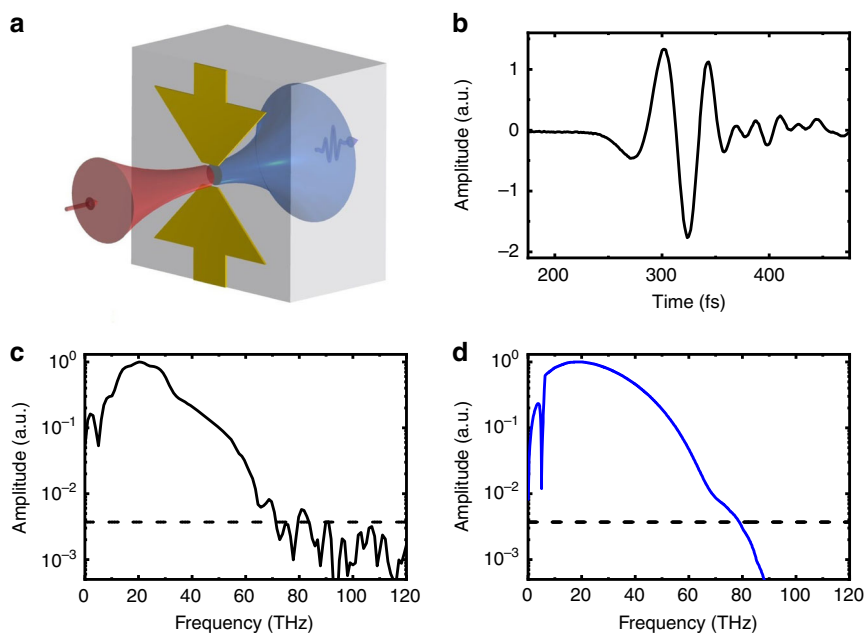 a
b
1
0
−1
−2
Amplitude (a.u.)
200
300
400
Time (fs)
c
10⁰
10⁻¹
10⁻²
10⁻³
Amplitude (a.u.)
0
20
40
60
80
100
120
Frequency (THz)
d
10⁰
10⁻¹
10⁻²
10⁻³
Amplitude (a.u.)
0
20
40
60
80
100
120
Frequency (THz)